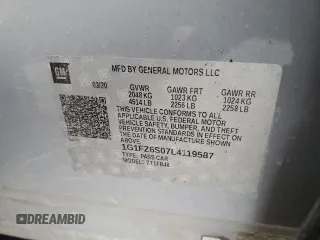 GM
MFD BY GENERAL MOTORS LLC
03/20
GVWR GAWR FRT GAWR RR
2048 KG 1023 KG 1024 KG
4514 LB 2256 LB 2258 LB
THIS VEHICLE CONFORMS TO ALL
APPLICABLE U.S. FEDERAL MOTOR
VEHICLE SAFETY, BUMPER, AND THEFT
PREVENTION STANDARDS IN
EFFECT ON THE DATE OF MANUFACTURE SHOWN ABOVE.
1G1FZ6S07L4119587
TYPE: PASS CAR
MODEL:
1DREAMBID